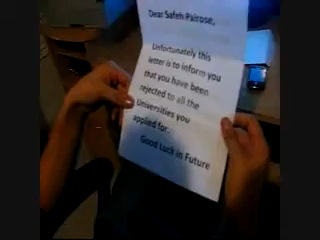 Dear Safeh Pairose,
Unfortunately this
letter is to inform you
that you have been
rejected to all the
Universities you
applied for.
Good Luck in Future